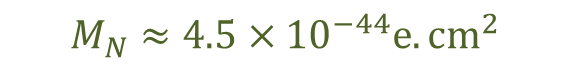 M_N ≈ 4.5 × 10^{-44} e. cm^2